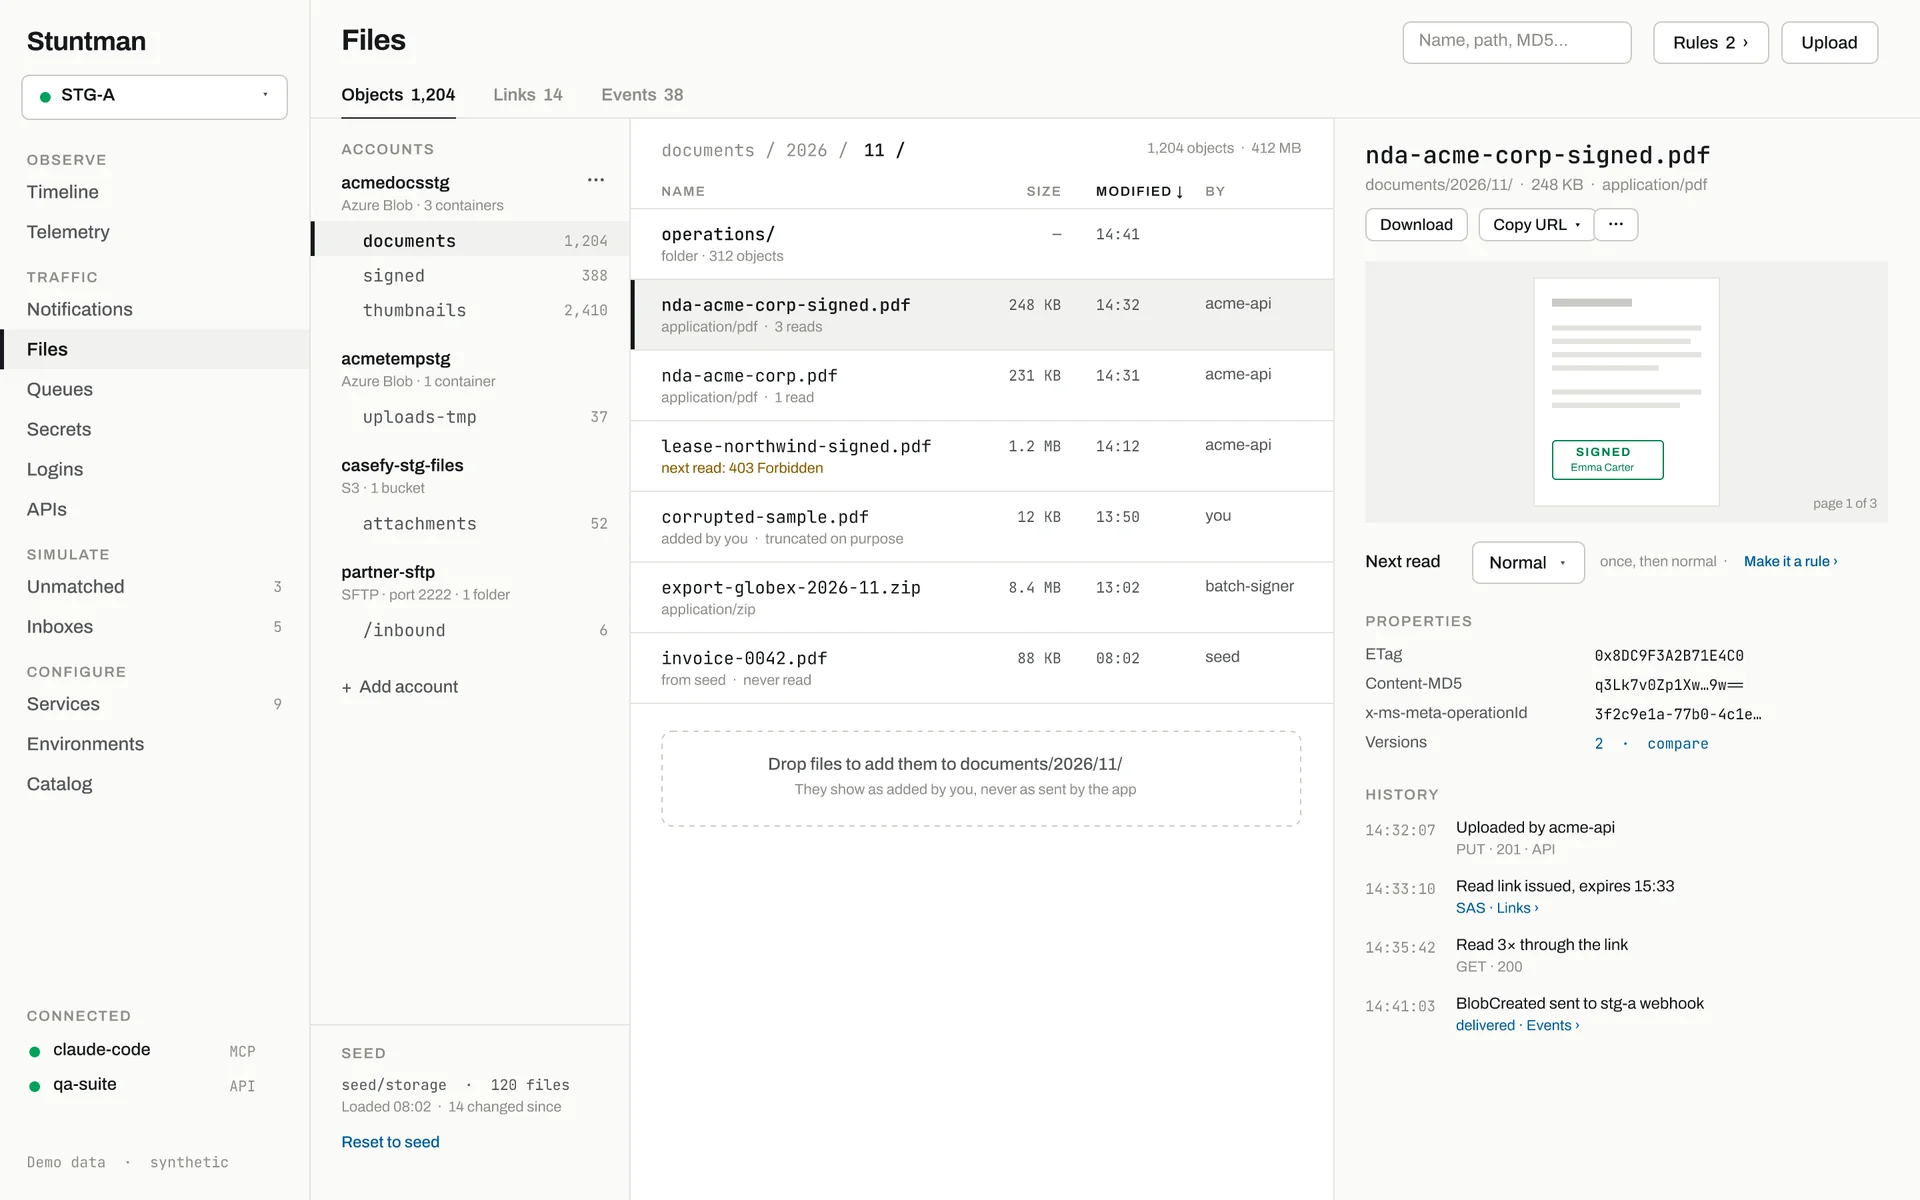 Stuntman
STG-A
OBSERVE
Timeline
Telemetry
TRAFFIC
Notifications
Files
Queues
Secrets
Logins
APIs
SIMULATE
Unmatched 3
Inboxes 5
CONFIGURE
Services 9
Environments
Catalog
CONNECTED
claude-code MCP
qa-suite API
Demo data · synthetic
Files
Name, path, MD5...
Rules 2 ›
Upload
Objects 1,204 Links 14 Events 38
ACCOUNTS
acmedocsstg ···
Azure Blob · 3 containers
documents 1,204
signed 388
thumbnails 2,410
acmetempstg
Azure Blob · 1 container
uploads-tmp 37
casefy-stg-files
S3 · 1 bucket
attachments 52
partner-sftp
SFTP · port 2222 · 1 folder
/inbound 6
+ Add account
SEED
seed/storage · 120 files
Loaded 08:02 · 14 changed since
Reset to seed
documents / 2026 / 11 / 1,204 objects · 412 MB
NAME SIZE MODIFIED ↓ BY
operations/ – 14:41
folder · 312 objects
nda-acme-corp-signed.pdf 248 KB 14:32 acme-api
application/pdf · 3 reads
nda-acme-corp.pdf 231 KB 14:31 acme-api
application/pdf · 1 read
lease-northwind-signed.pdf 1.2 MB 14:12 acme-api
next read: 403 Forbidden
corrupted-sample.pdf 12 KB 13:50 you
added by you · truncated on purpose
export-globex-2026-11.zip 8.4 MB 13:02 batch-signer
application/zip
invoice-0042.pdf 88 KB 08:02 seed
from seed · never read
Drop files to add them to documents/2026/11/
They show as added by you, never as sent by the app
nda-acme-corp-signed.pdf
documents/2026/11/ · 248 KB · application/pdf
Download Copy URL ···
SIGNED
Emma Carter
page 1 of 3
Next read Normal once, then normal · Make it a rule ›
PROPERTIES
ETag 0x8DC9F3A2B71E4C0
Content-MD5 q3Lk7v0Zp1Xw…9w==
x-ms-meta-operationId 3f2c9e1a-77b0-4c1e…
Versions 2 · compare
HISTORY
14:32:07 Uploaded by acme-api
PUT · 201 · API
14:33:10 Read link issued, expires 15:33
SAS · Links ›
14:35:42 Read 3× through the link
GET · 200
14:41:03 BlobCreated sent to stg-a webhook
delivered · Events ›